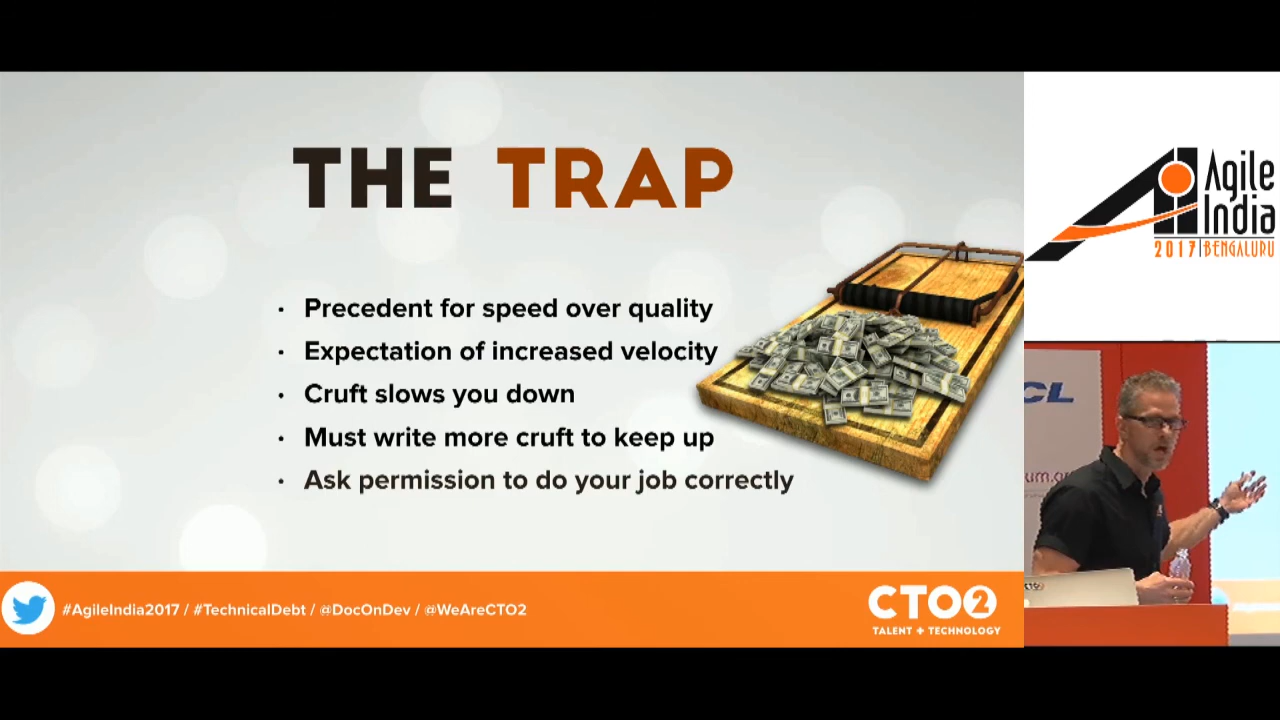 THE TRAP
· Precedent for speed over quality
· Expectation of increased velocity
· Cruft slows you down
· Must write more cruft to keep up
· Ask permission to do your job correctly
#AgileIndia2017 / #TechnicalDebt / @DocOnDev / @WeAreCTO2
CTO2
TALENT + TECHNOLOGY
Agile
India
2017 | BENGALURU
CL